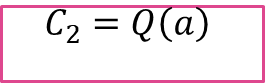 C₂ = Q(a)